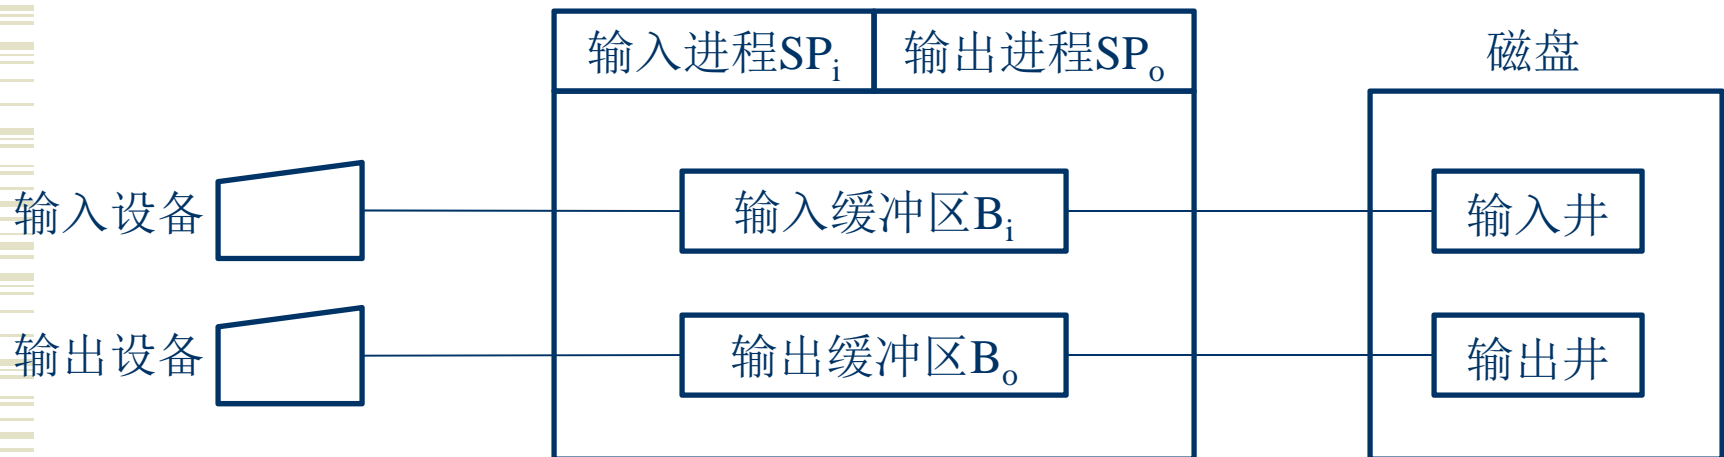 输入进程SPi 输出进程SPo 磁盘
输入设备 输入缓冲区Bi 输入井
输出设备 输出缓冲区Bo 输出井